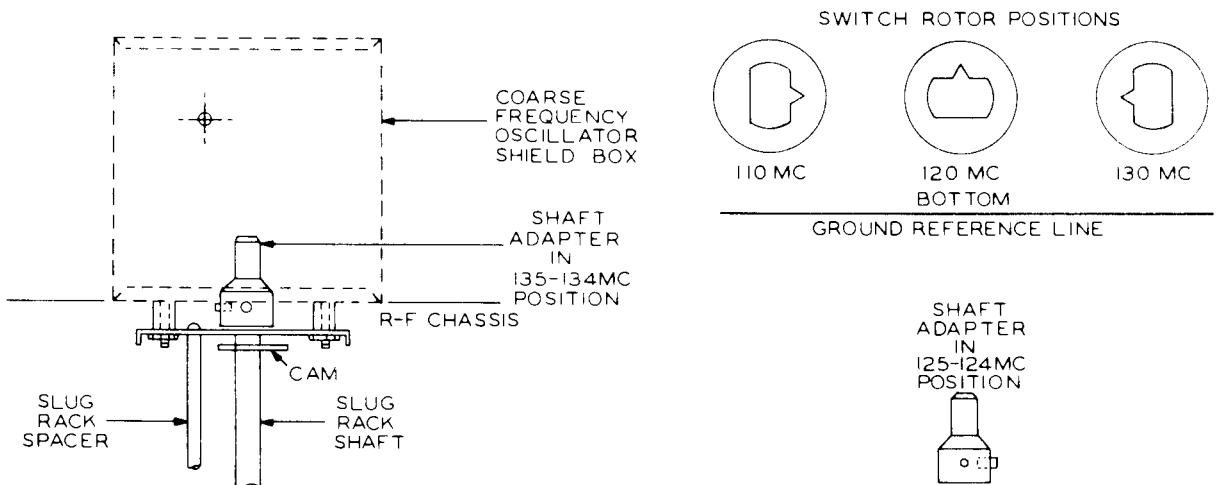 COARSE
FREQUENCY
OSCILLATOR
SHIELD BOX
SHAFT
ADAPTER
IN
135-134MC
POSITION
R-F CHASSIS
CAM
SLUG
RACK
SPACER
SLUG
RACK
SHAFT
SWITCH ROTOR POSITIONS
110 MC
120 MC
130 MC
BOTTOM
GROUND REFERENCE LINE
SHAFT
ADAPTER
IN
125-124MC
POSITION